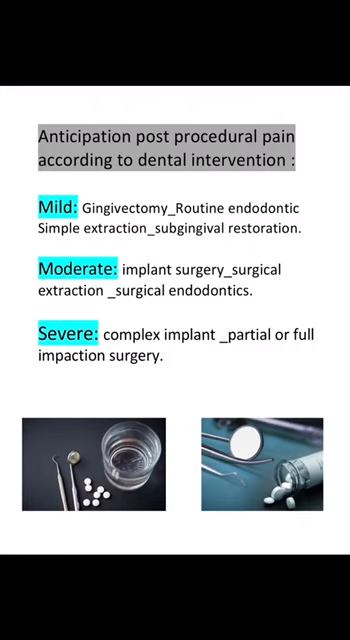 Anticipation post procedural pain
according to dental intervention :
Mild: Gingivectomy_Routine endodontic
Simple extraction_subgingival restoration.
Moderate: implant surgery_surgical
extraction _surgical endodontics.
Severe: complex implant _partial or full
impaction surgery.